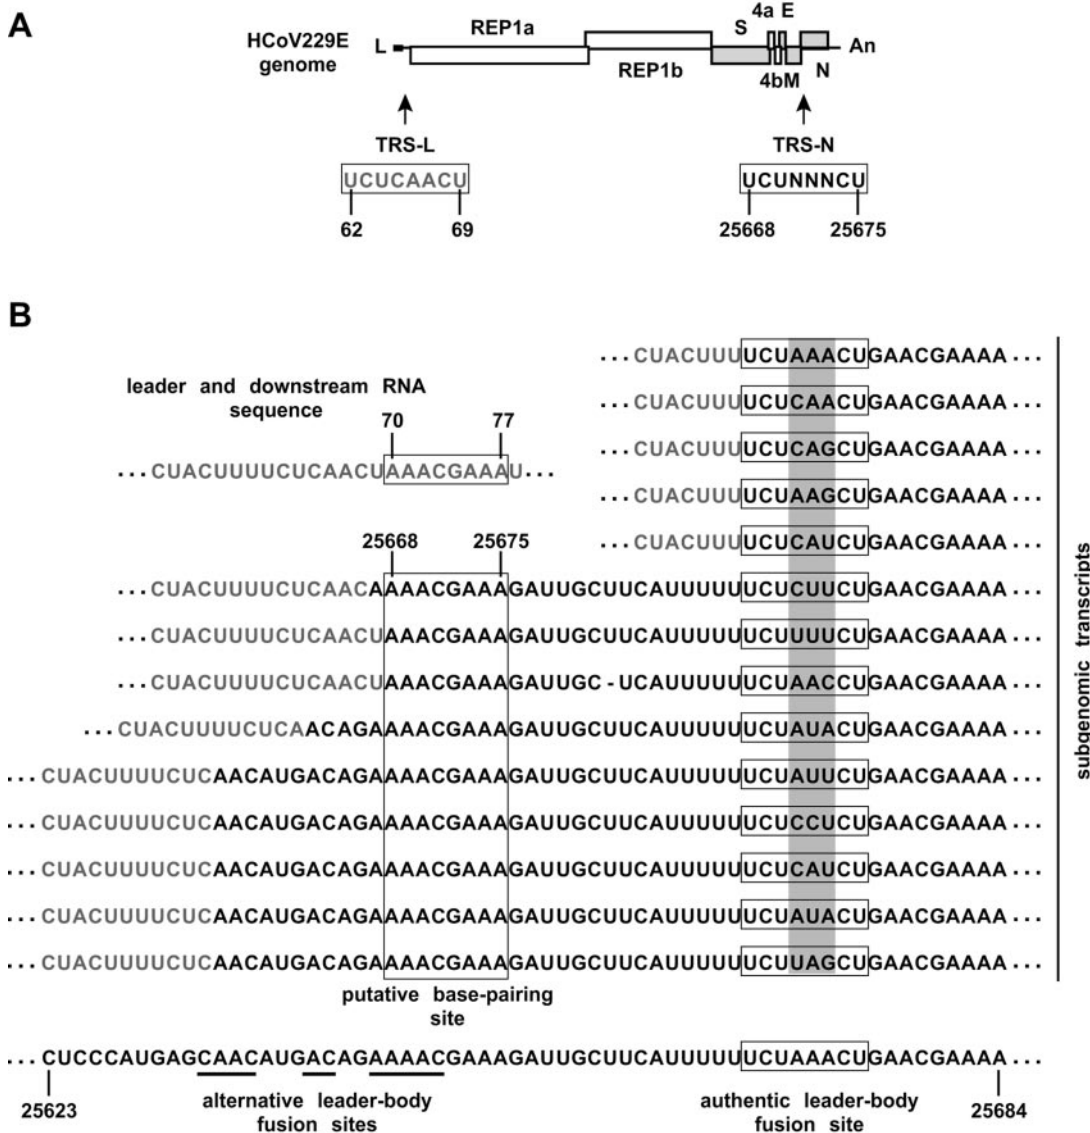 A
HCoV229E
genome
L
REP1a
REP1b
S
4a E
4bM
N
An
TRS-L
UCUCAACU
62 69
TRS-N
UCUNNNCU
25668 25675
B
leader and downstream RNA
sequence
70 77
...CUACUUUUCUCAACUAAACGAAAU...
...CUACUUUUCUAAACUGAACGAAAA...
...CUACUUUUCUCAACUGAACGAAAA...
...CUACUUUUCUCAGCUGAACGAAAA...
...CUACUUUUCUAAGCUGAACGAAAA...
...CUACUUUUCUCAUCUGAACGAAAA...
25668 25675
...CUACUUUUCUCAACAAAACGAAAGAUUGCUUCAUUUUUUCUCUUCUGAACGAAAA...
...CUACUUUUCUCAACUAAACGAAAGAUUGCUUCAUUUUUUCUUUUCUGAACGAAAA...
...CUACUUUUCUCAACUAAACGAAAGAUUGC-UCAUUUUUUCUAACCUGAACGAAAA...
...CUACUUUUCUCAACAGAAAACGAAAGAUUGCUUCAUUUUUUCUAUACUGAACGAAAA...
...CUACUUUUCUCAACAUGACAGAAAACGAAAGAUUGCUUCAUUUUUUCUAUUCUGAACGAAAA...
...CUACUUUUCUCAACAUGACAGAAAACGAAAGAUUGCUUCAUUUUUUCUCCUCUGAACGAAAA...
...CUACUUUUCUCAACAUGACAGAAAACGAAAGAUUGCUUCAUUUUUUCUCAUCUGAACGAAAA...
...CUACUUUUCUCAACAUGACAGAAAACGAAAGAUUGCUUCAUUUUUUCUAUACUGAACGAAAA...
...CUACUUUUCUCAACAUGACAGAAAACGAAAGAUUGCUUCAUUUUUUCUUAGCUGAACGAAAA...
subgenomic transcripts
putative base-pairing
site
...CUCCCAUGAGCAACAUGACAGAAAACGAAAGAUUGCUUCAUUUUUUCUAAACUGAACGAAAA...
25623
alternative leader-body
fusion sites
authentic leader-body
fusion site
25684